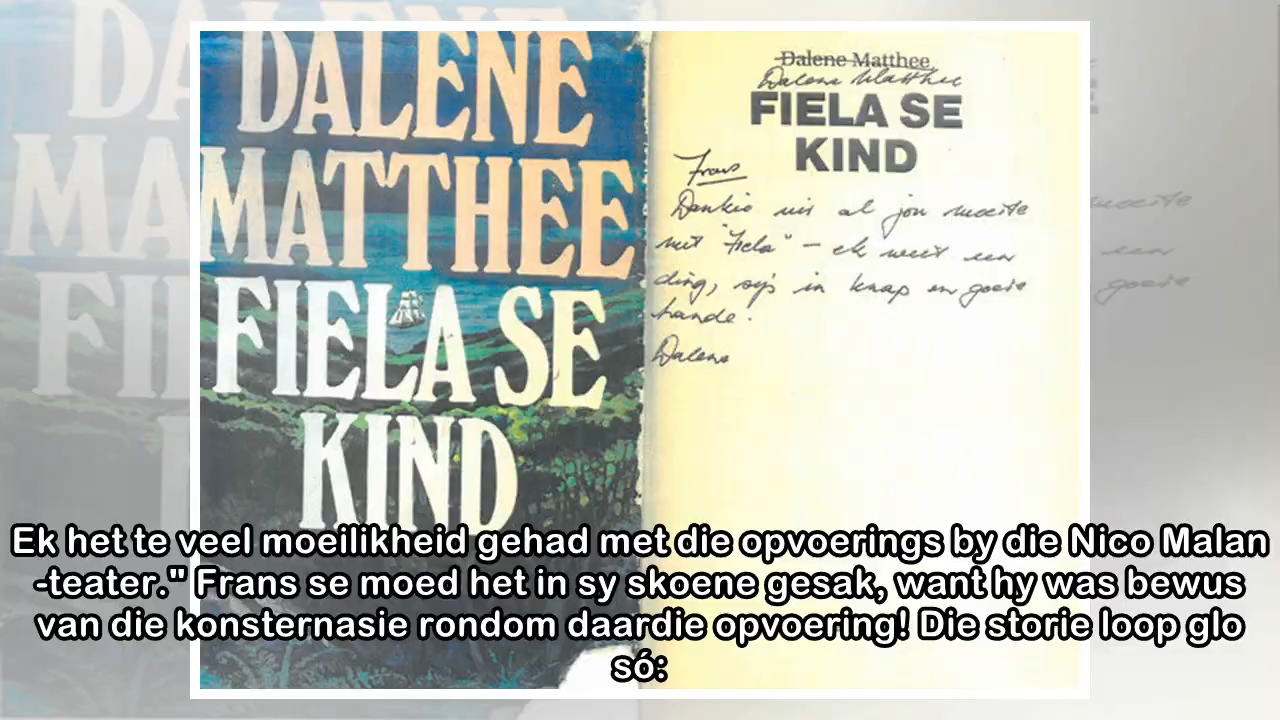 DALENE
MATTHEE
FIELA SE
KIND
Dalene Matthee
Dalene Matthee
FIELA SE
KIND
Frans
Dankie vir al jou moeite
met "Fiela" – ek weet een
ding, sy's in knap en goeie
hande.
Dalene
Ek het te veel moeilikheid gehad met die opvoerings by die Nico Malan
-teater." Frans se moed het in sy skoene gesak, want hy was bewus
van die konsternasie rondom daardie opvoering! Die storie loop glo
só: